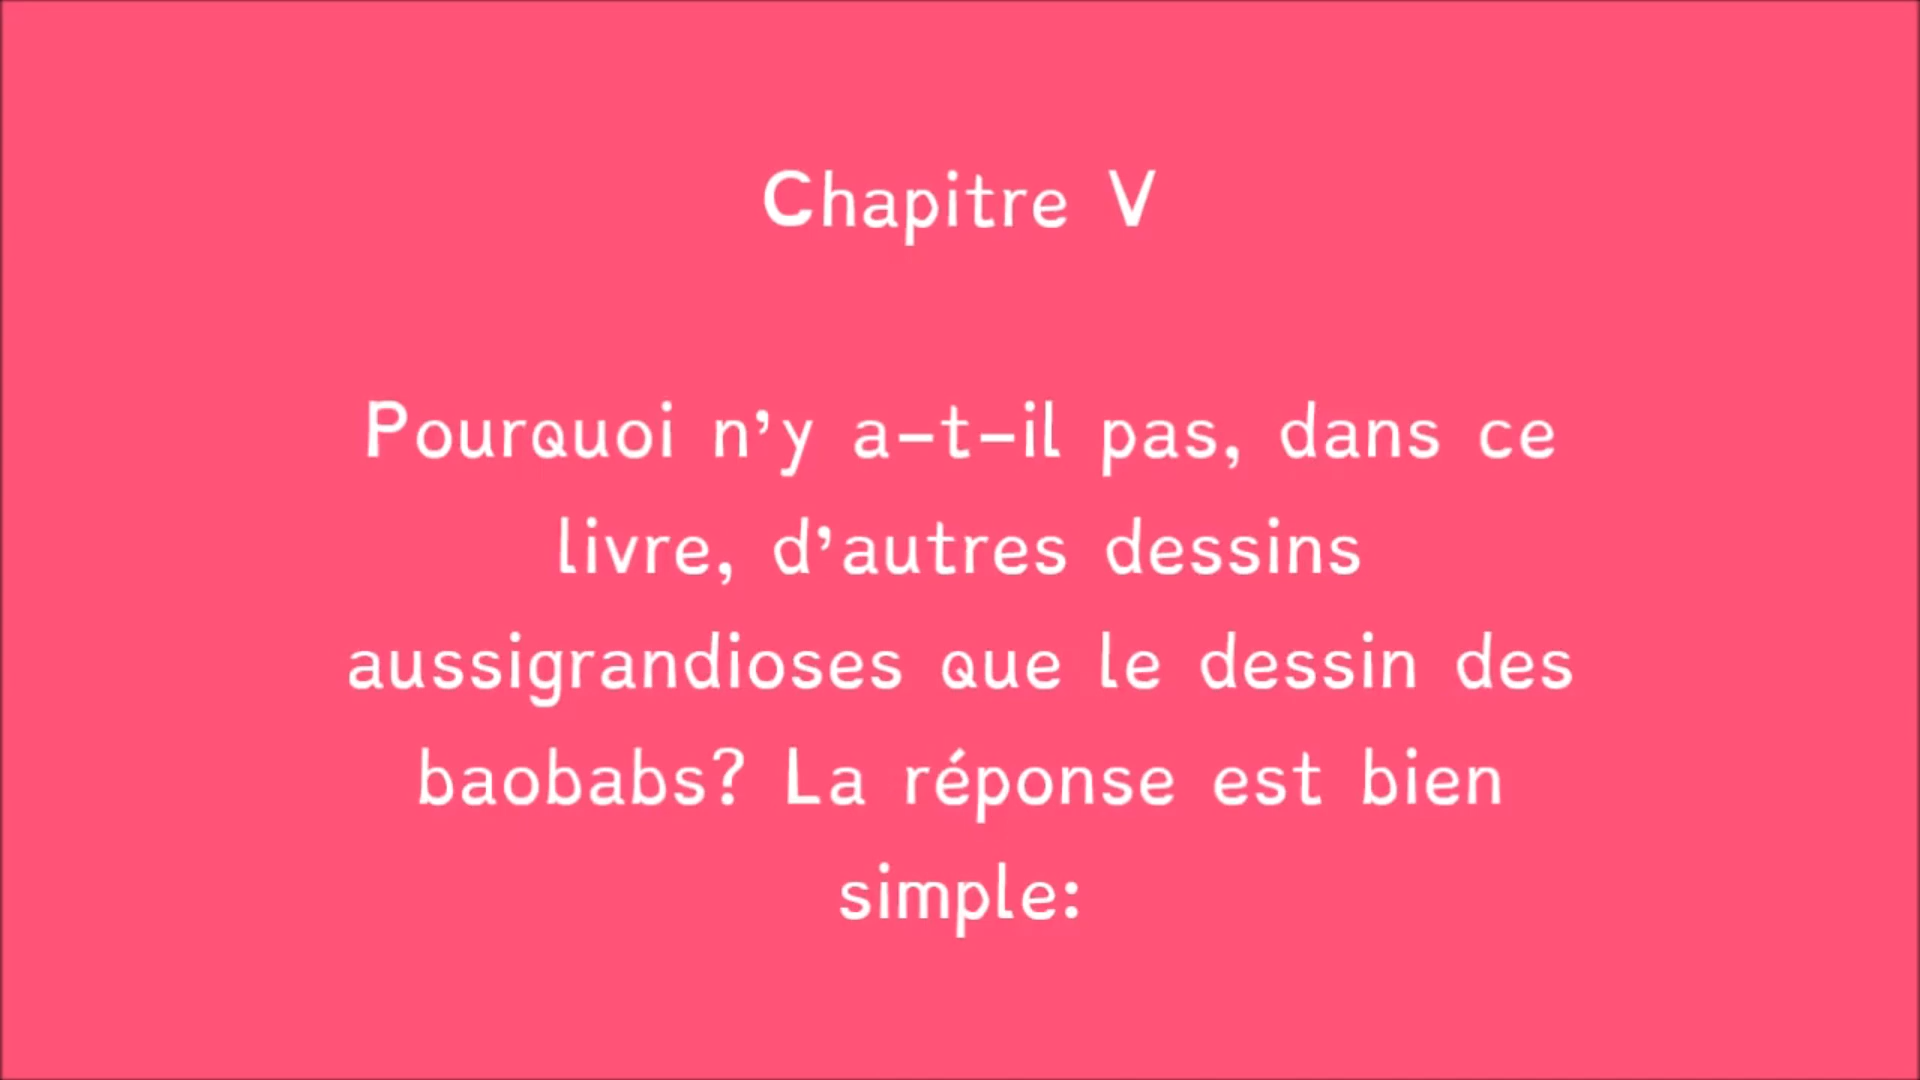 Chapitre V
Pourquoi n'y a-t-il pas, dans ce
livre, d'autres dessins
aussigrandioses que le dessin des
baobabs? La réponse est bien
simple: